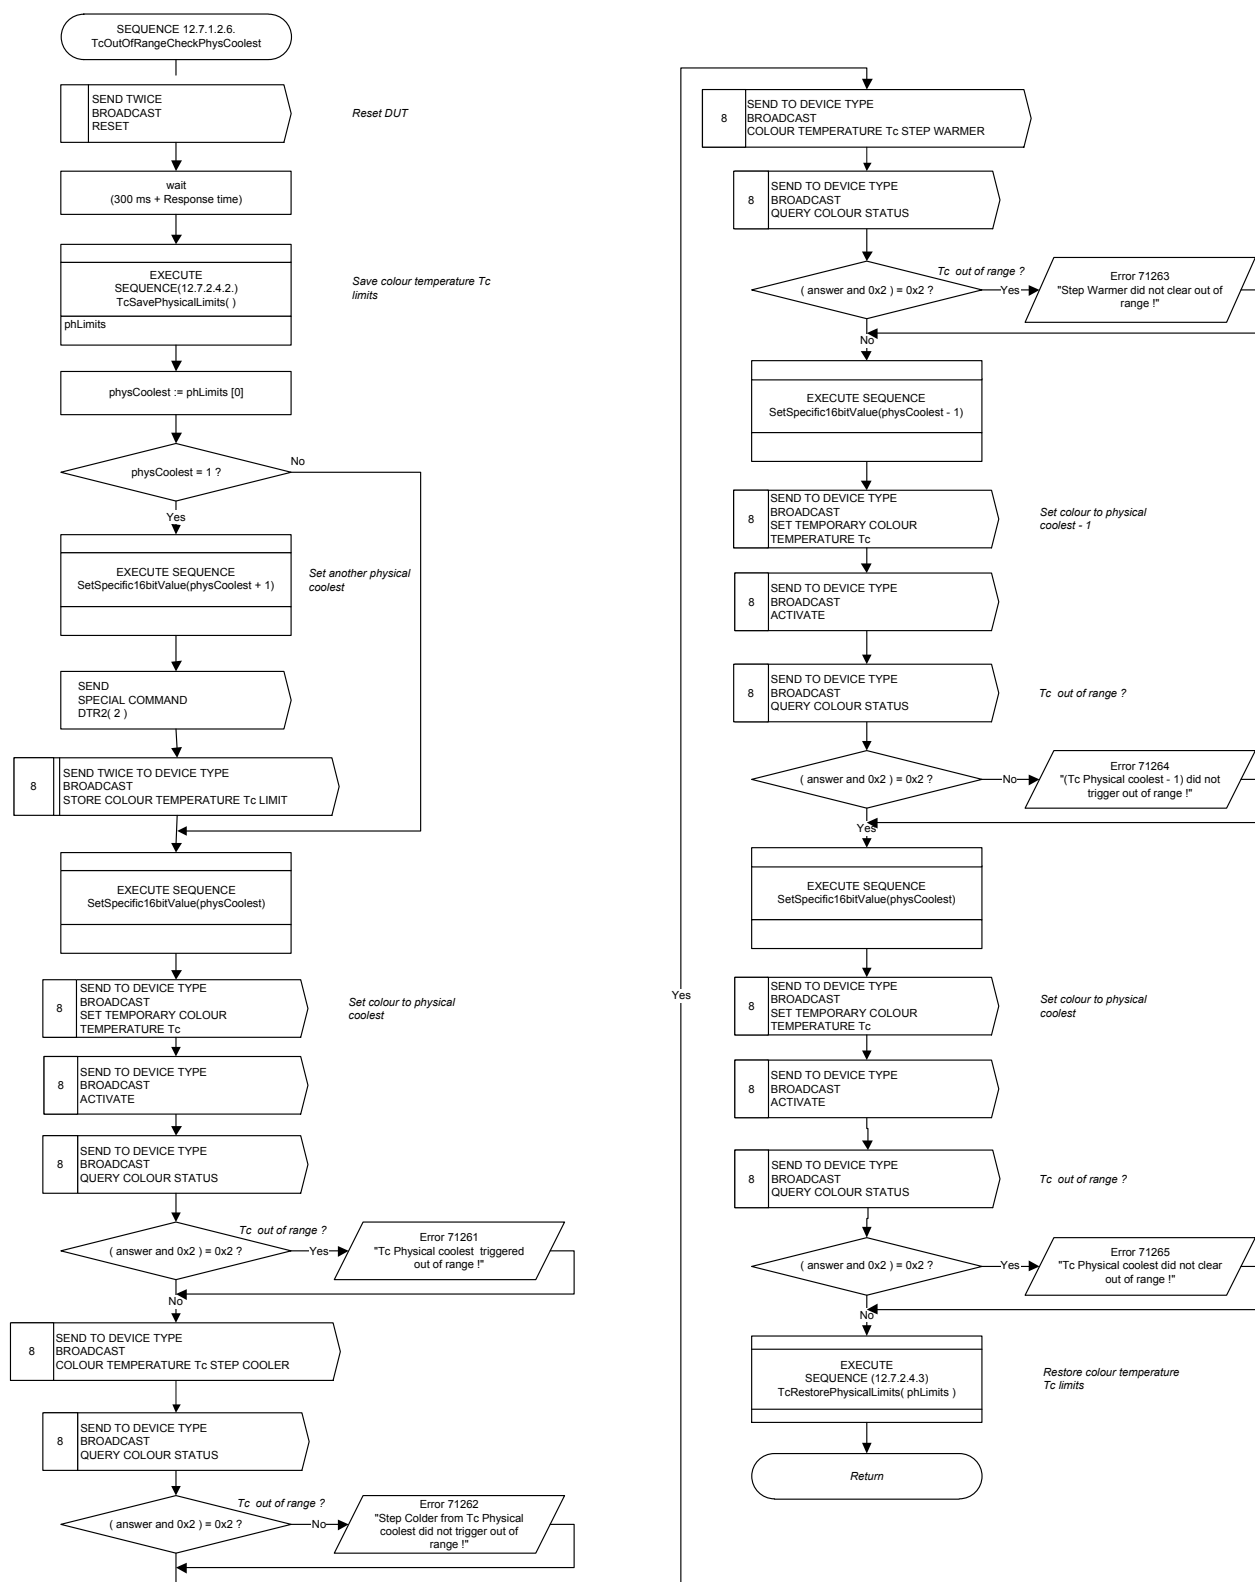 SEQUENCE 12.7.1.2.6.
TcOutOfRangeCheckPhysCoolest
SEND TWICE
BROADCAST
RESET
Reset DUT
wait
(300 ms + Response time)
EXECUTE
SEQUENCE(12.7.2.4.2.)
TcSavePhysicalLimits( )
phLimits
Save colour temperature Tc
limits
physCoolest := phLimits [0]
physCoolest = 1 ?
No
Yes
EXECUTE SEQUENCE
SetSpecific16bitValue(physCoolest + 1)
Set another physical
coolest
SEND
SPECIAL COMMAND
DTR2( 2 )
8
SEND TWICE TO DEVICE TYPE
BROADCAST
STORE COLOUR TEMPERATURE Tc LIMIT
EXECUTE SEQUENCE
SetSpecific16bitValue(physCoolest)
8
SEND TO DEVICE TYPE
BROADCAST
SET TEMPORARY COLOUR
TEMPERATURE Tc
Set colour to physical
coolest
8
SEND TO DEVICE TYPE
BROADCAST
ACTIVATE
8
SEND TO DEVICE TYPE
BROADCAST
QUERY COLOUR STATUS
Tc out of range ?
( answer and 0x2 ) = 0x2 ?
Yes
Error 71261
"Tc Physical coolest triggered
out of range !"
No
8
SEND TO DEVICE TYPE
BROADCAST
COLOUR TEMPERATURE Tc STEP COOLER
8
SEND TO DEVICE TYPE
BROADCAST
QUERY COLOUR STATUS
Tc out of range ?
( answer and 0x2 ) = 0x2 ?
No
Error 71262
"Step Colder from Tc Physical
coolest did not trigger out of
range !"
Yes
8
SEND TO DEVICE TYPE
BROADCAST
COLOUR TEMPERATURE Tc STEP WARMER
8
SEND TO DEVICE TYPE
BROADCAST
QUERY COLOUR STATUS
Tc out of range ?
( answer and 0x2 ) = 0x2 ?
Yes
Error 71263
"Step Warmer did not clear out of
range !"
No
EXECUTE SEQUENCE
SetSpecific16bitValue(physCoolest - 1)
8
SEND TO DEVICE TYPE
BROADCAST
SET TEMPORARY COLOUR
TEMPERATURE Tc
Set colour to physical
coolest - 1
8
SEND TO DEVICE TYPE
BROADCAST
ACTIVATE
8
SEND TO DEVICE TYPE
BROADCAST
QUERY COLOUR STATUS
Tc out of range ?
( answer and 0x2 ) = 0x2 ?
No
Error 71264
"(Tc Physical coolest - 1) did not
trigger out of range !"
Yes
EXECUTE SEQUENCE
SetSpecific16bitValue(physCoolest)
8
SEND TO DEVICE TYPE
BROADCAST
SET TEMPORARY COLOUR
TEMPERATURE Tc
Set colour to physical
coolest
8
SEND TO DEVICE TYPE
BROADCAST
ACTIVATE
8
SEND TO DEVICE TYPE
BROADCAST
QUERY COLOUR STATUS
Tc out of range ?
( answer and 0x2 ) = 0x2 ?
Yes
Error 71265
"Tc Physical coolest did not clear
out of range !"
No
EXECUTE
SEQUENCE (12.7.2.4.3)
TcRestorePhysicalLimits( phLimits )
Restore colour temperature
Tc limits
Return